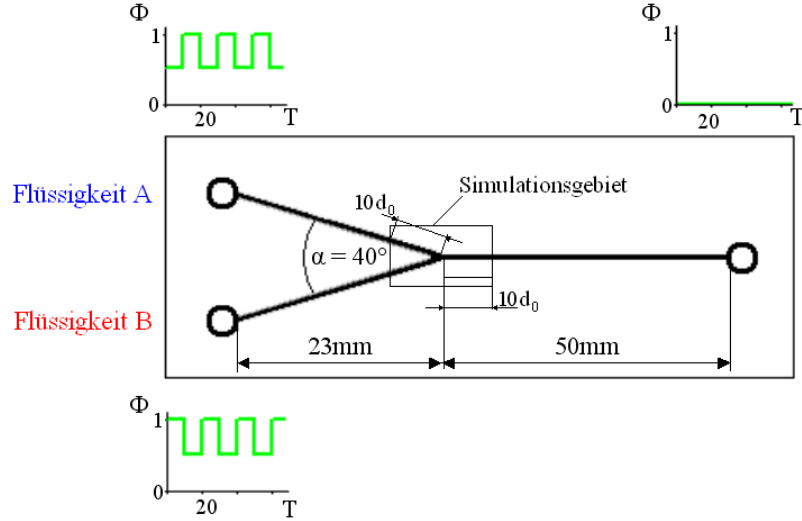 Φ
1
0
20
T
Φ
1
0
20
T
Flüssigkeit A
Simulationsgebiet
10d₀
α = 40°
Flüssigkeit B
10d₀
23mm
50mm
Φ
1
0
20
T